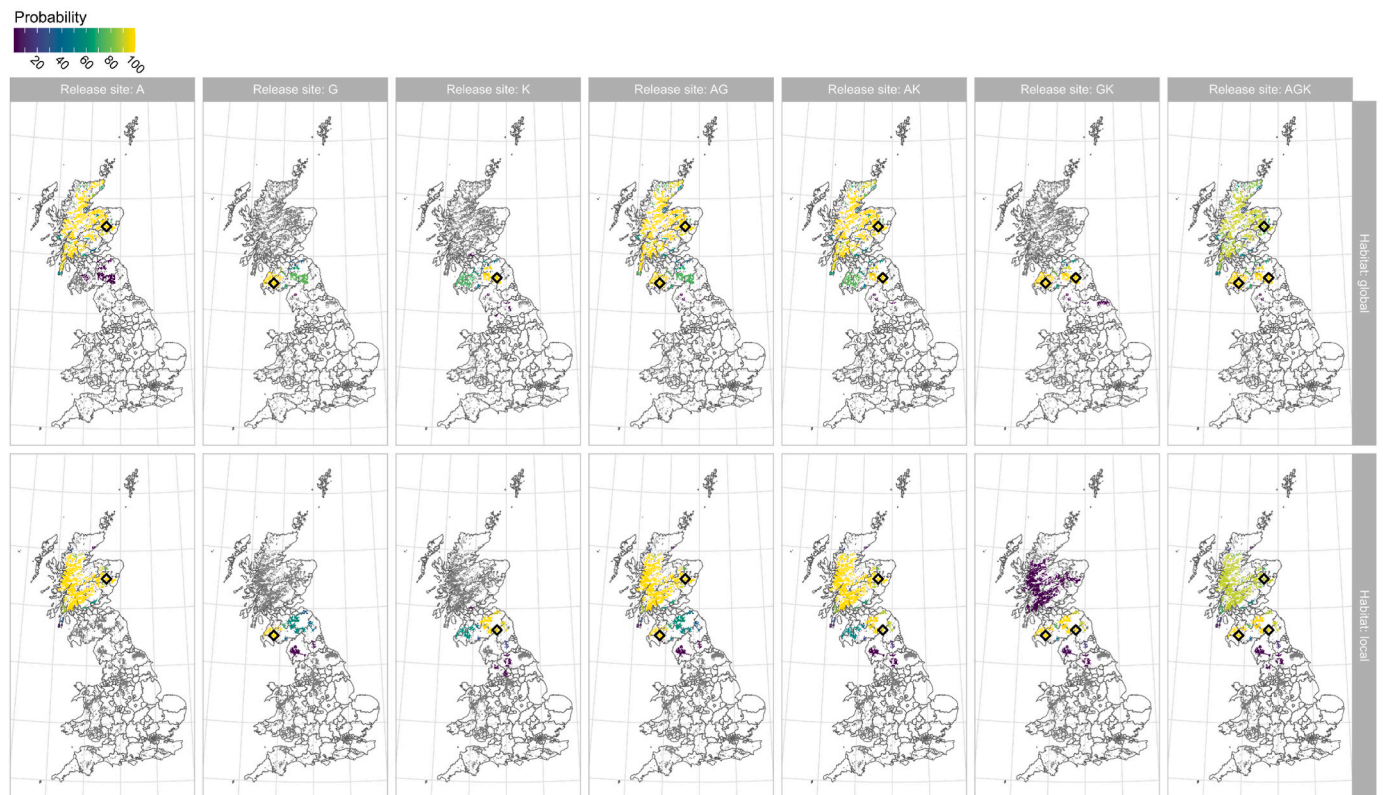 Probability
20 40 60 80 100
Release site: A
Release site: G
Release site: K
Release site: AG
Release site: AK
Release site: GK
Release site: AGK
Habitat: global
Habitat: local